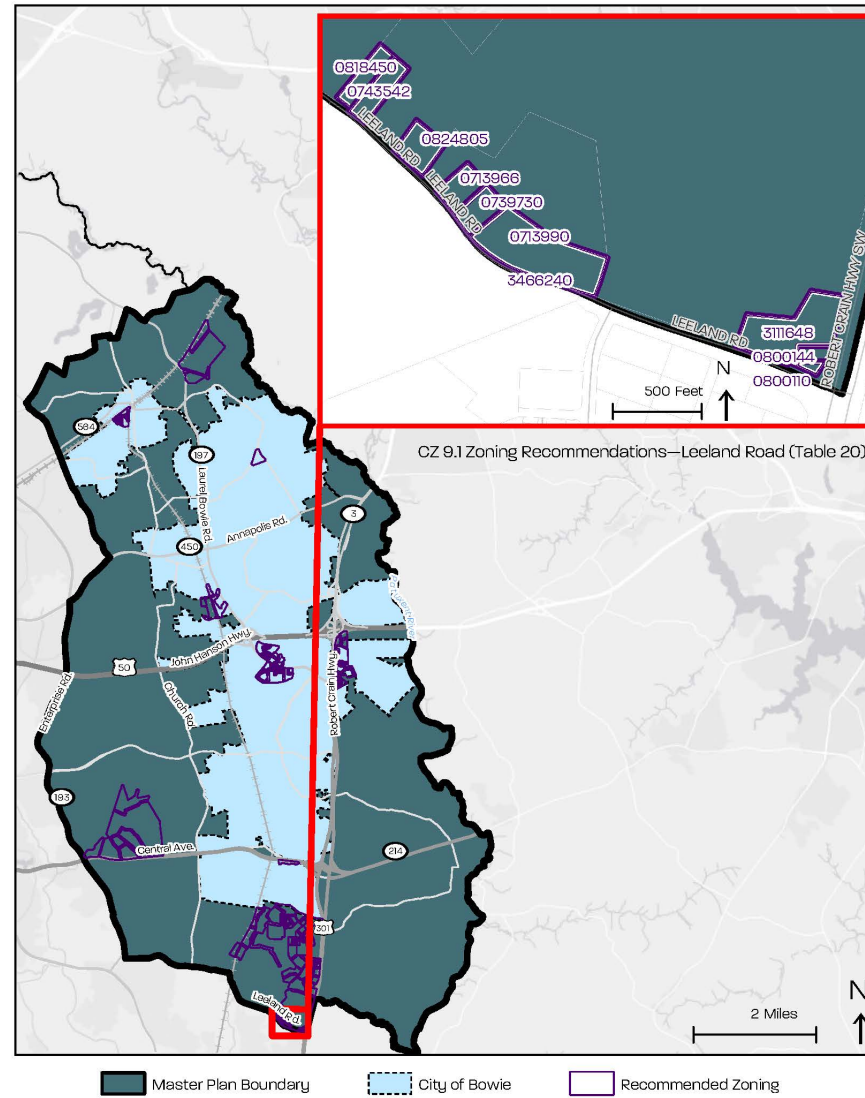 0818450
0743542
LEELAND RD
0824805
LEELAND RD
0713966
0739730
0713990
3466240
LEELAND RD
3111648
0800144
0800110
ROBERT CRAIN HWY SW
500 Feet
N
CZ 9.1 Zoning Recommendations—Leeland Road (Table 20)
564
197
Laurel Bowie Rd.
3
450
Annapolis Rd.
Patuxent River
John Hanson Hwy.
50
Enterprise Rd.
Church Rd.
Robert Crain Hwy.
193
Central Ave.
214
301
Leeland Rd.
2 Miles
N
Master Plan Boundary
City of Bowie
Recommended Zoning